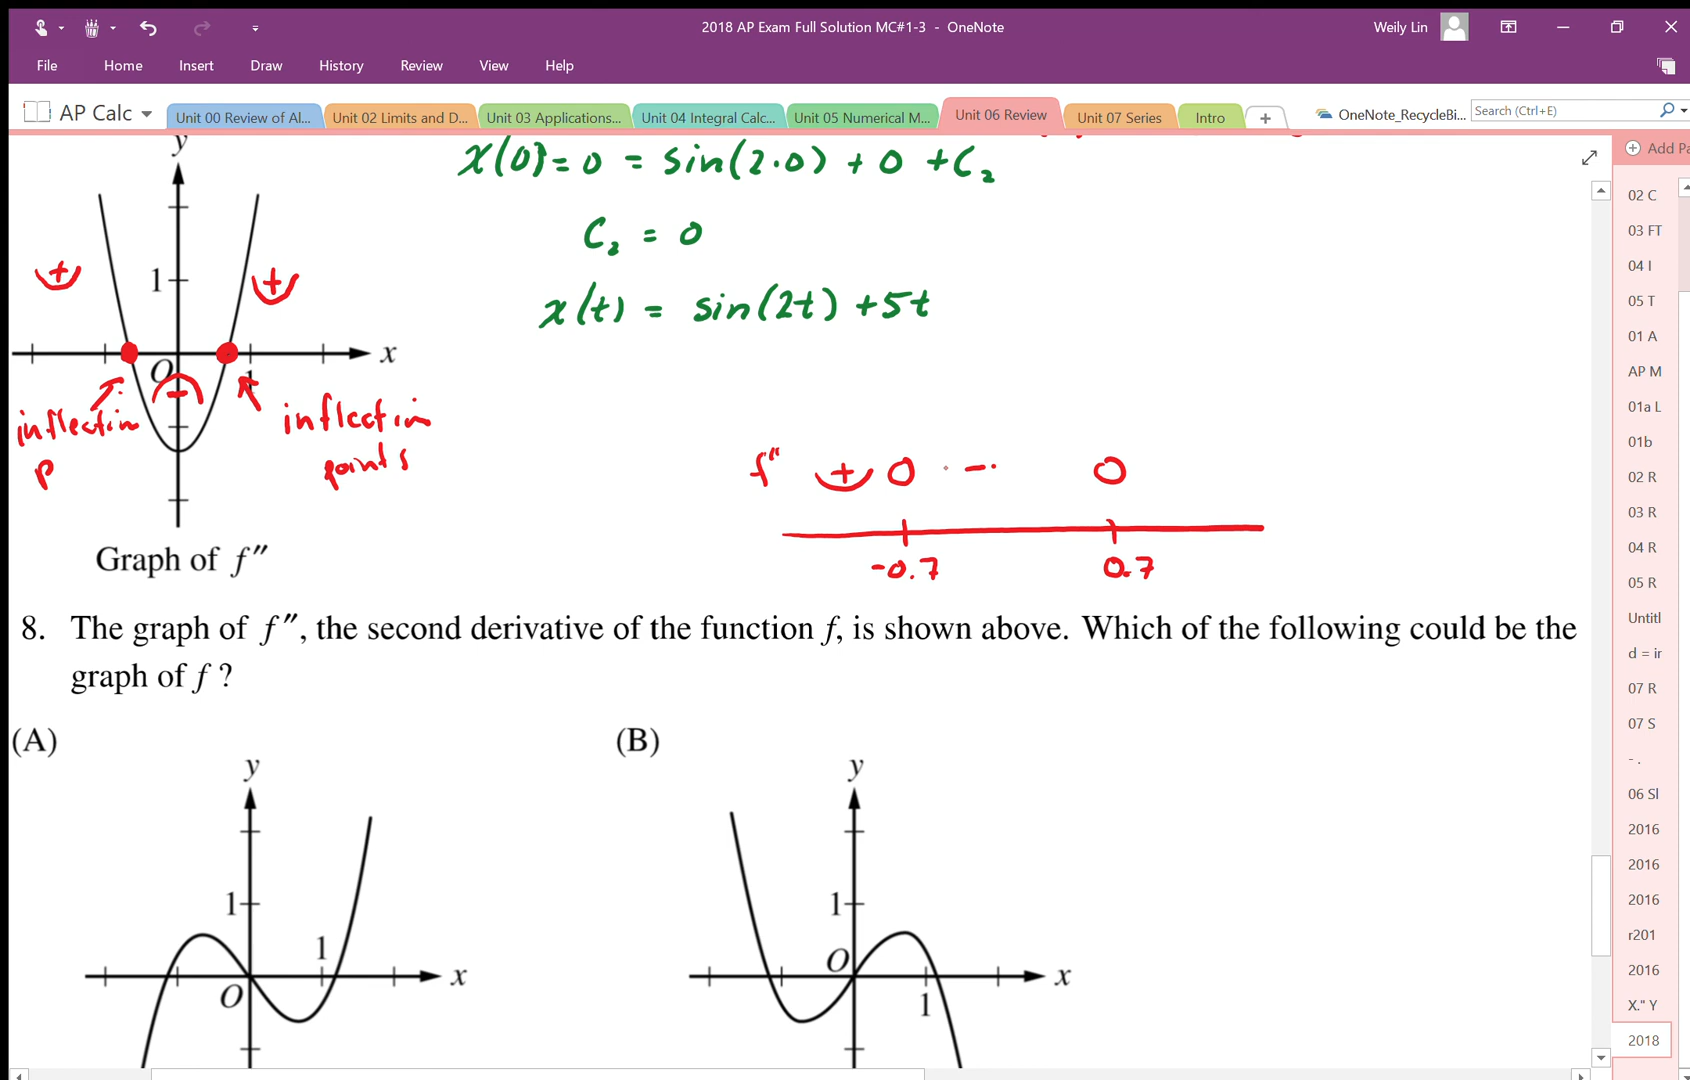 2018 AP Exam Full Solution MC#1-3 - OneNote
Weily Lin
File Home Insert Draw History Review View Help
AP Calc
Unit 00 Review of Al...
Unit 02 Limits and D...
Unit 03 Applications...
Unit 04 Integral Calc...
Unit 05 Numerical M...
Unit 06 Review
Unit 07 Series
Intro
+
OneNote_RecycleBi...
Search (Ctrl+E)
Add Pa
02 C
03 FT
04 I
05 T
01 A
AP M
01a L
01b
02 R
03 R
04 R
05 R
Untitl
d = ir
07 R
07 S
- .
06 Sl
2016
2016
2016
r201
2016
X." Y
2018
x(0) = 0 = sin(2·0) + 0 + C₂
C₂ = 0
x(t) = sin(2t) + 5t
y
+ +
1
x
O
-
inflection
p
inflection
points
f" + 0 - 0
-0.7 0.7
Graph of f″
8. The graph of f″, the second derivative of the function f, is shown above. Which of the following could be the
graph of f ?
(A)
y
1
1
O
x
(B)
y
1
O
1
x